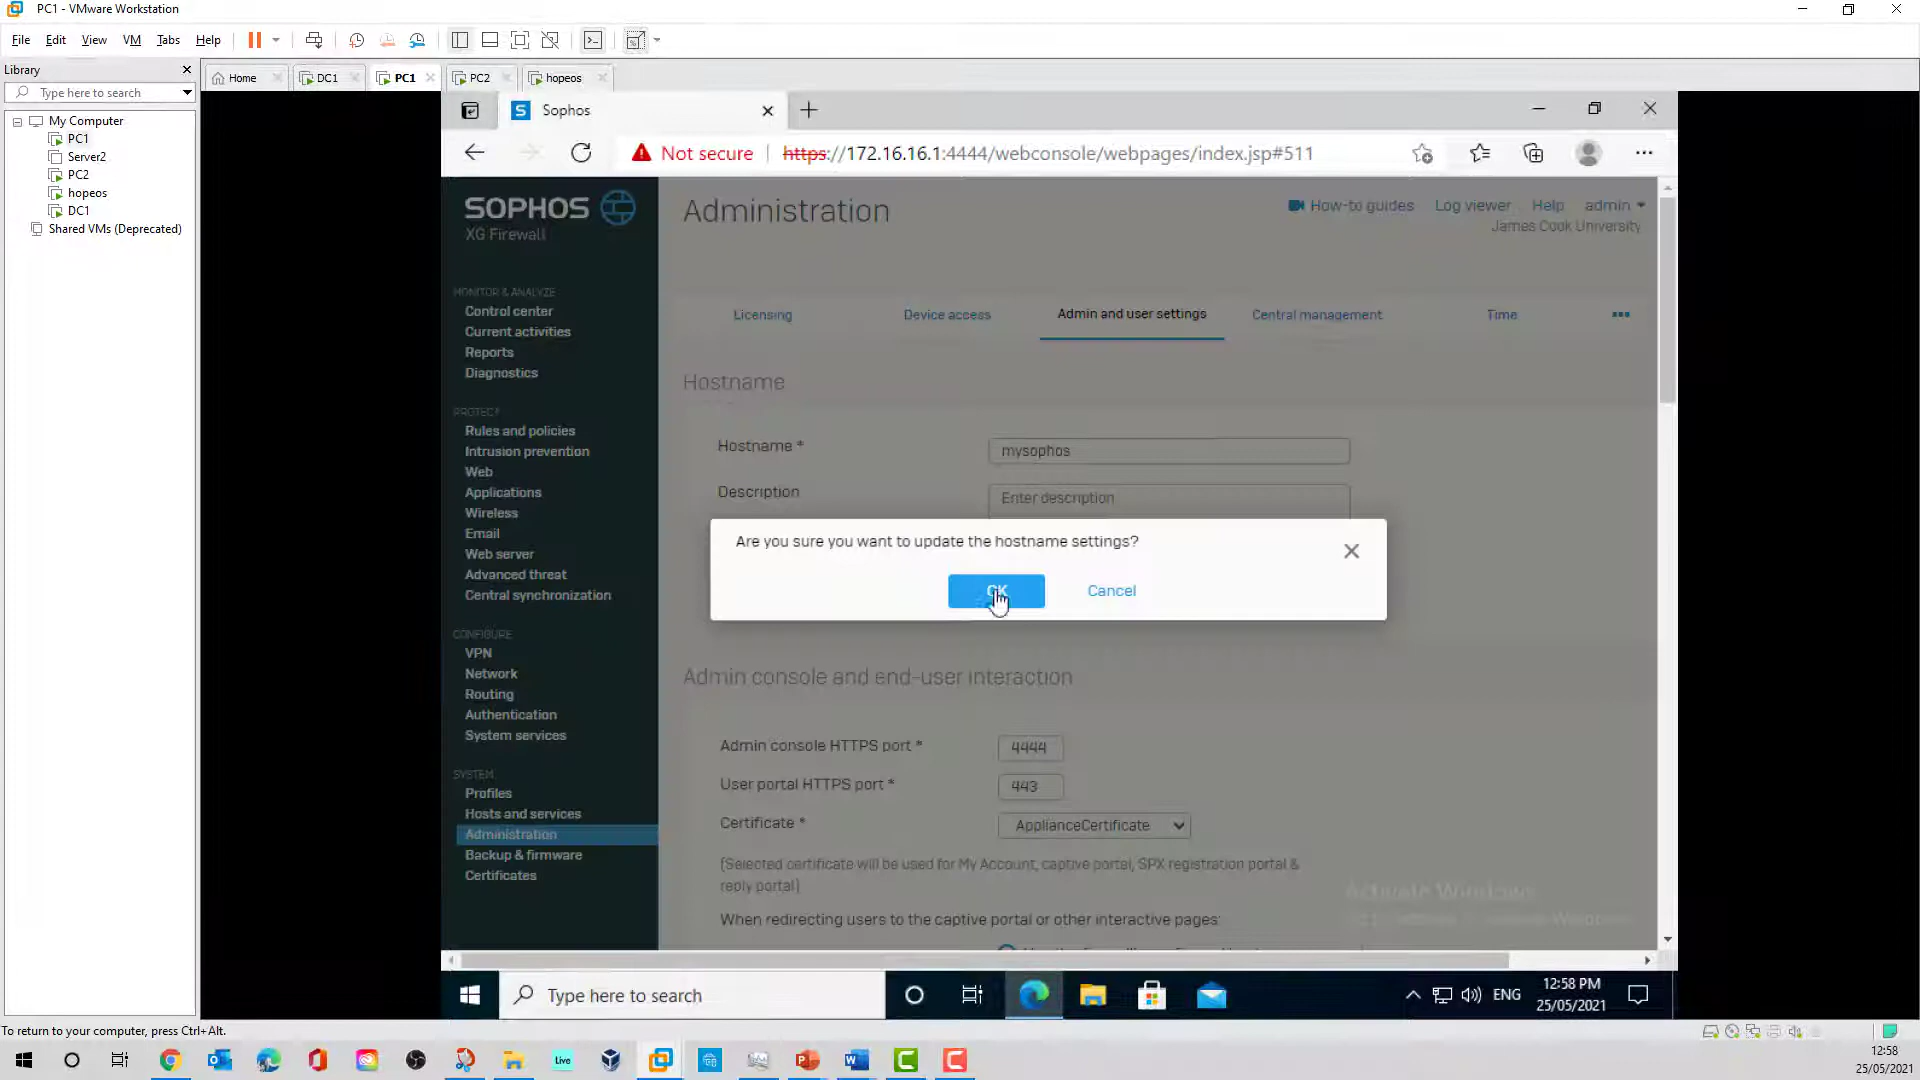 PC1 - VMware Workstation
File Edit View VM Tabs Help
Library
Type here to search
My Computer
PC1
Server2
PC2
hopeos
DC1
Shared VMs (Deprecated)
Home DC1 PC1 PC2 hopeos
Sophos
Not secure https://172.16.16.1:4444/webconsole/webpages/index.jsp#511
SOPHOS
XG Firewall
MONITOR & ANALYZE
Control center
Current activities
Reports
Diagnostics
PROTECT
Rules and policies
Intrusion prevention
Web
Applications
Wireless
Email
Web server
Advanced threat
Central synchronization
CONFIGURE
VPN
Network
Routing
Authentication
System services
SYSTEM
Profiles
Hosts and services
Administration
Backup & firmware
Certificates
Administration
How-to guides Log viewer Help admin
James Cook University
Licensing Device access Admin and user settings Central management Time
Hostname
Hostname * mysophos
Description Enter description
Are you sure you want to update the hostname settings?
OK Cancel
Admin console and end-user interaction
Admin console HTTPS port * 4444
User portal HTTPS port * 443
Certificate * ApplianceCertificate
(Selected certificate will be used for My Account, captive portal, SPX registration portal &
reply portal)
Activate Windows
When redirecting users to the captive portal or other interactive pages:
Type here to search
ENG
12:58 PM
25/05/2021
To return to your computer, press Ctrl+Alt.
Live
12:58
25/05/2021